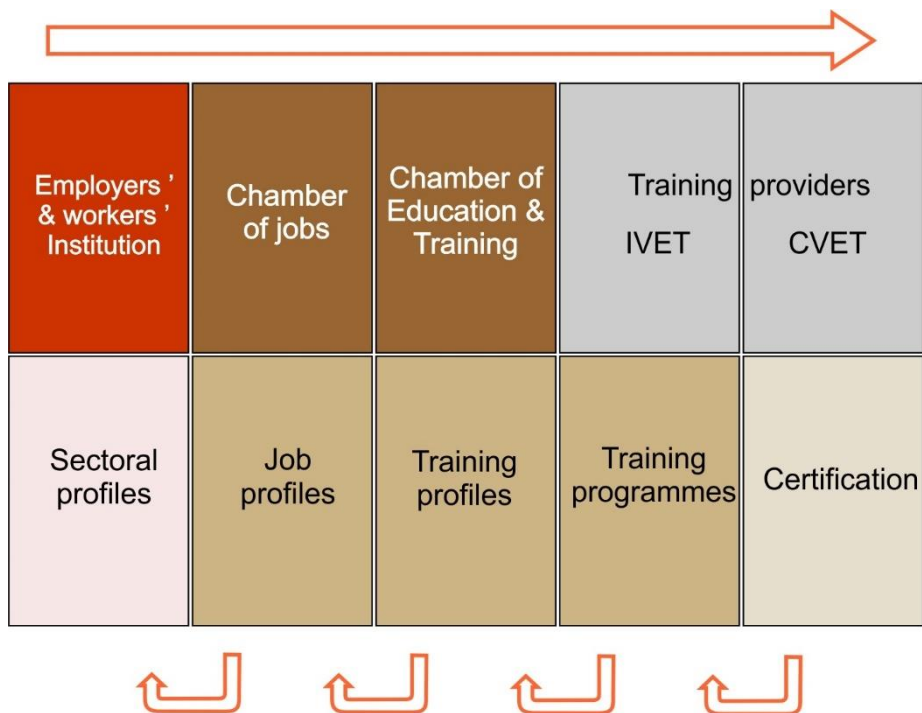 Employers ’
& workers ’
Institution
Chamber
of jobs
Chamber of
Education &
Training
Training providers
IVET CVET
Sectoral
profiles
Job
profiles
Training
profiles
Training
programmes
Certification